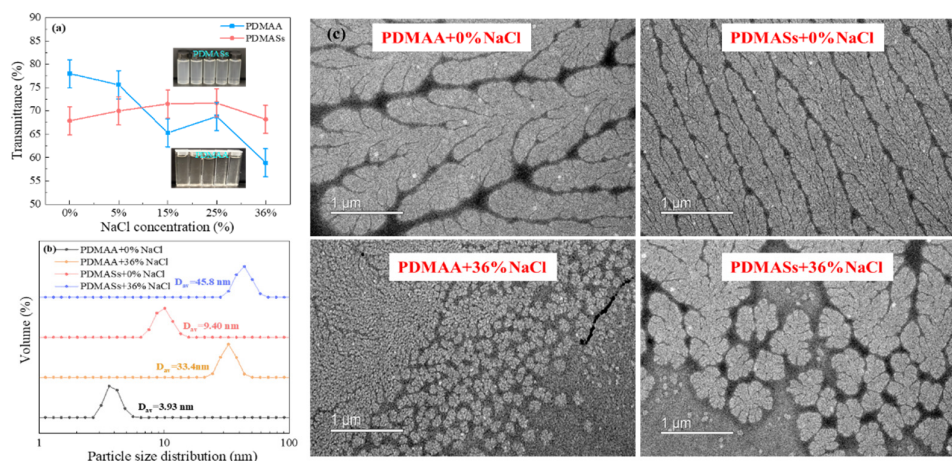 (a)
PDMAA
PDMASs
PDMASs
Transmittance (%)
90
85
80
75
70
65
60
55
50
0%
5%
15%
25%
36%
NaCl concentration (%)
(b)
PDMAA+0% NaCl
PDMAA+36% NaCl
PDMASs+0% NaCl
PDMASs+36% NaCl
Dav=45.8 nm
Dav=9.40 nm
Dav=33.4nm
Dav=3.93 nm
Volume (%)
1
10
100
Particle size distribution (nm)
(c)
PDMAA+0% NaCl
1 μm
PDMASs+0% NaCl
1 μm
PDMAA+36% NaCl
1 μm
PDMASs+36% NaCl
1 μm